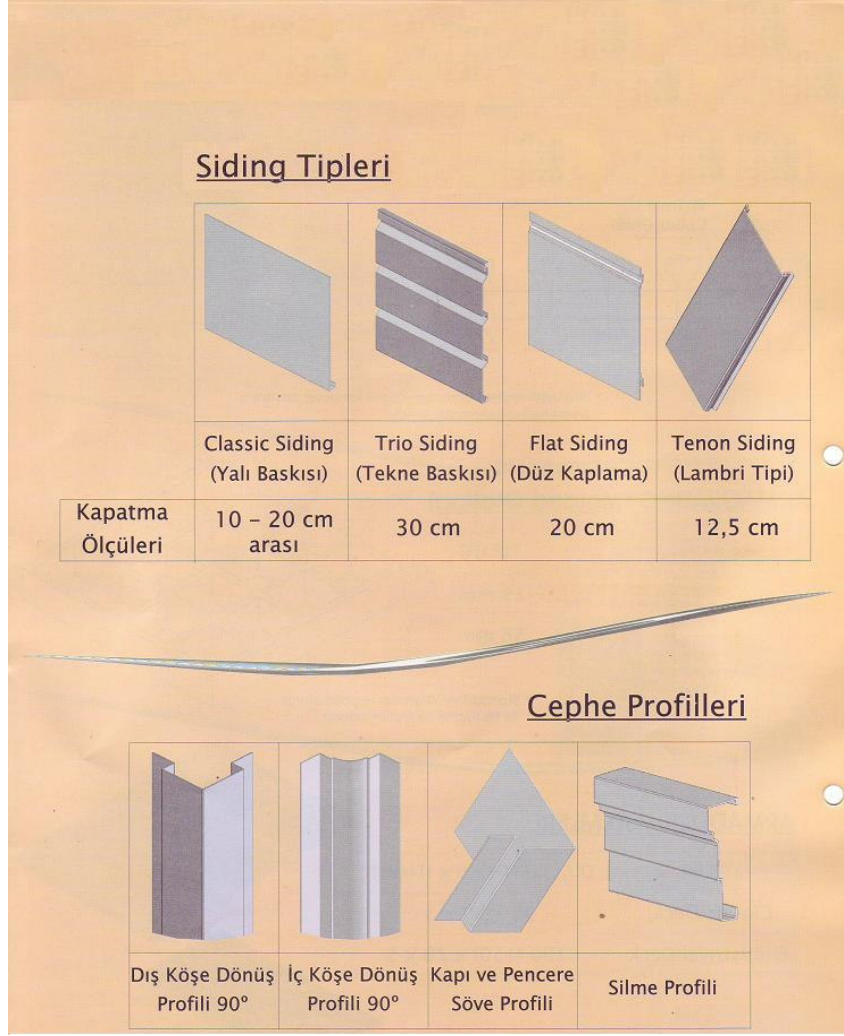 Siding Tipleri
Classic Siding
(Yalı Baskısı)
Trio Siding
(Tekne Baskısı)
Flat Siding
(Düz Kaplama)
Tenon Siding
(Lambri Tipi)
Kapatma
Ölçüleri
10 – 20 cm
arası
30 cm
20 cm
12,5 cm
Cephe Profilleri
Dış Köşe Dönüş
Profili 90°
İç Köşe Dönüş
Profili 90°
Kapı ve Pencere
Söve Profili
Silme Profili